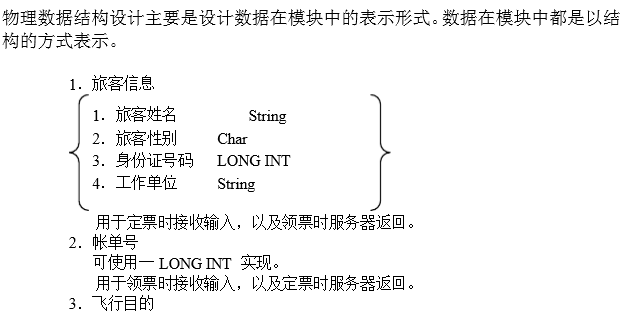 物理数据结构设计主要是设计数据在模块中的表示形式。数据在模块中都是以结
构的方式表示。
1．旅客信息
1．旅客姓名 String
2．旅客性别 Char
3．身份证号码 LONG INT
4．工作单位 String
用于定票时接收输入，以及领票时服务器返回。
2．帐单号
可使用一 LONG INT 实现。
用于领票时接收输入，以及定票时服务器返回。
3．飞行目的